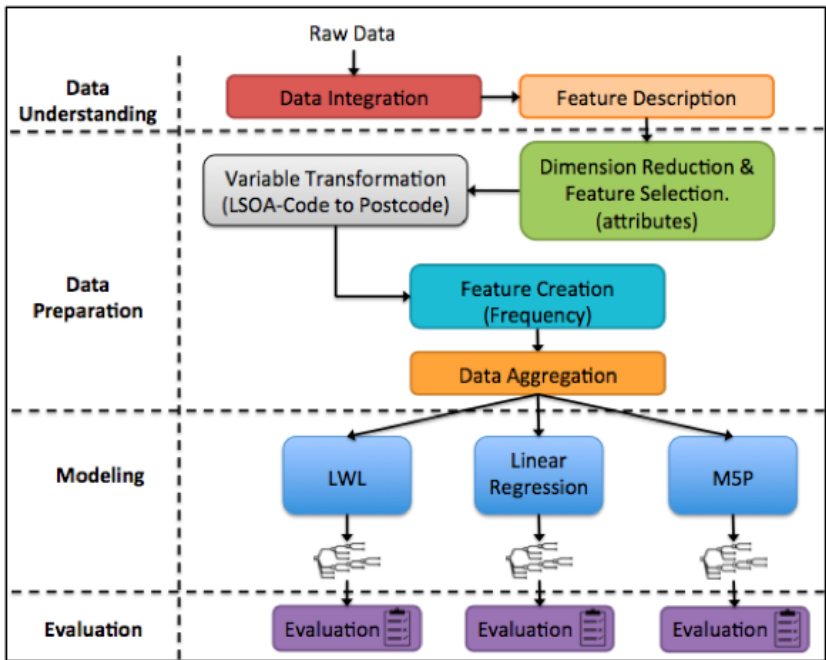 Raw Data
Data
Understanding
Data Integration
Feature Description
Variable Transformation
(LSOA-Code to Postcode)
Dimension Reduction &
Feature Selection.
(attributes)
Data
Preparation
Feature Creation
(Frequency)
Data Aggregation
Modeling
LWL
Linear
Regression
M5P
Evaluation
Evaluation
Evaluation
Evaluation